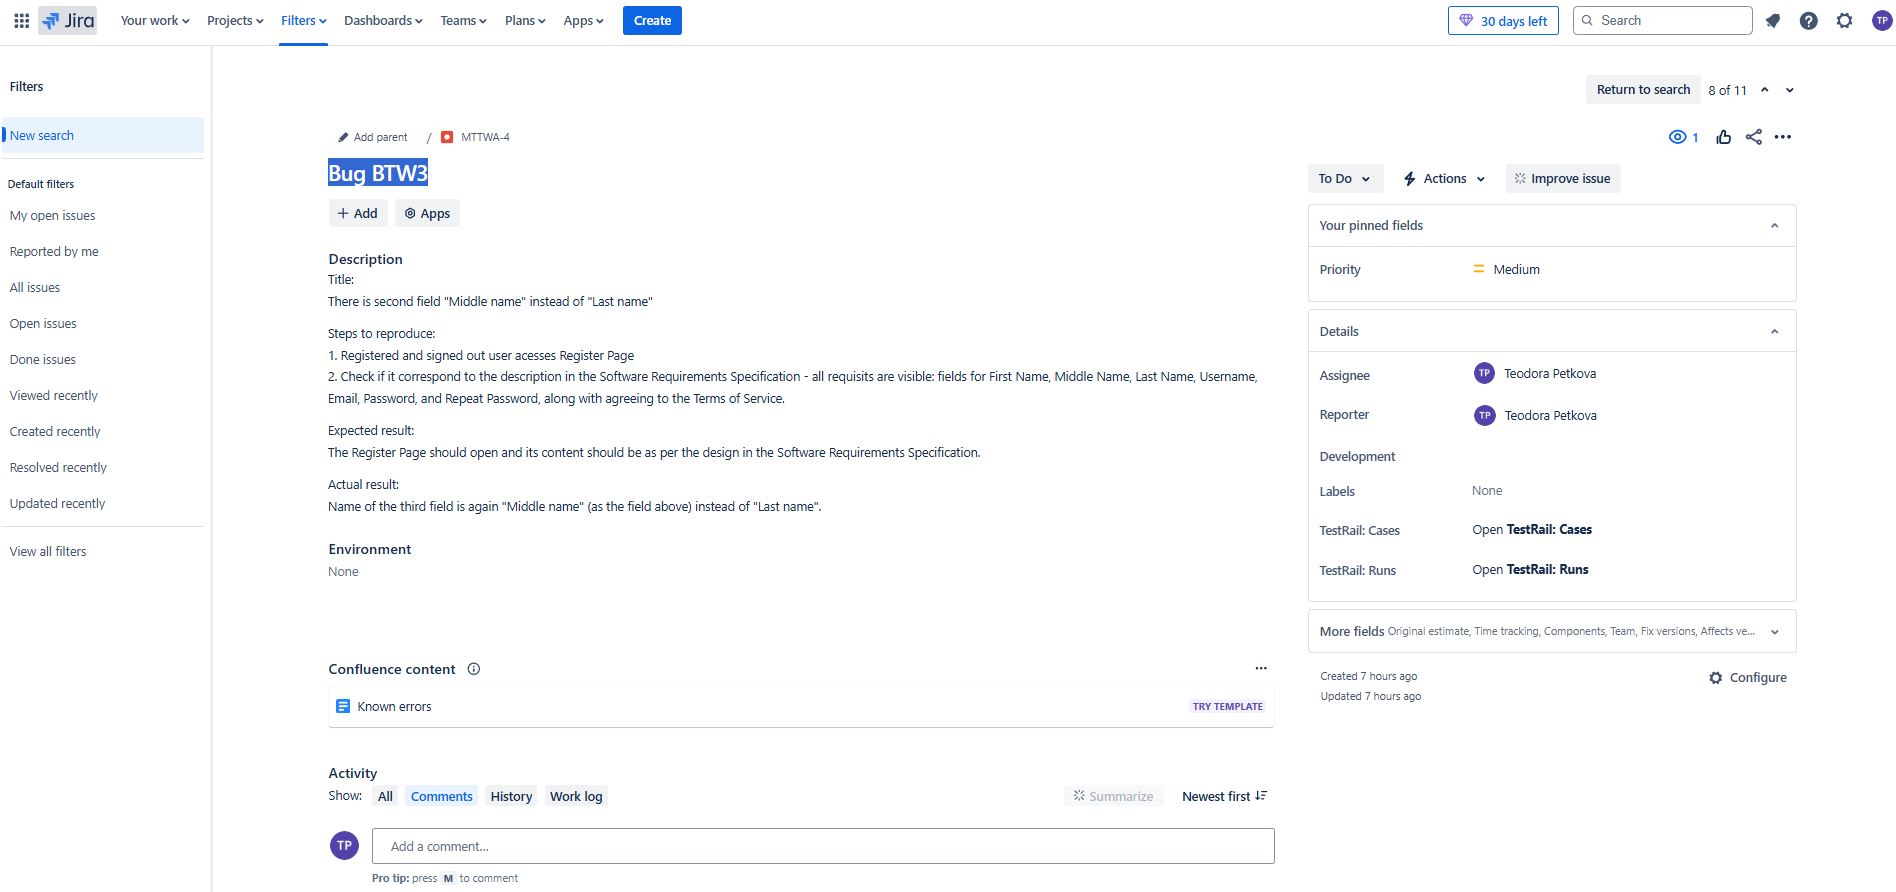 Jira Your work Projects Filters Dashboards Teams Plans Apps Create 30 days left Search TP
Filters
New search
Default filters
My open issues
Reported by me
All issues
Open issues
Done issues
Viewed recently
Created recently
Resolved recently
Updated recently
View all filters
Return to search 8 of 11
Add parent / MTTWA-4
1
Bug BTW3
Add Apps
Description
Title:
There is second field "Middle name" instead of "Last name"
Steps to reproduce:
1. Registered and signed out user acesses Register Page
2. Check if it correspond to the description in the Software Requirements Specification - all requisits are visible: fields for First Name, Middle Name, Last Name, Username,
Email, Password, and Repeat Password, along with agreeing to the Terms of Service.
Expected result:
The Register Page should open and its content should be as per the design in the Software Requirements Specification.
Actual result:
Name of the third field is again "Middle name" (as the field above) instead of "Last name".
Environment
None
Confluence content
Known errors TRY TEMPLATE
Activity
Show: All Comments History Work log Summarize Newest first
TP Add a comment...
Pro tip: press M to comment
To Do Actions Improve issue
Your pinned fields
Priority Medium
Details
Assignee TP Teodora Petkova
Reporter TP Teodora Petkova
Development
Labels None
TestRail: Cases Open TestRail: Cases
TestRail: Runs Open TestRail: Runs
More fields Original estimate, Time tracking, Components, Team, Fix versions, Affects ve...
Created 7 hours ago
Updated 7 hours ago
Configure